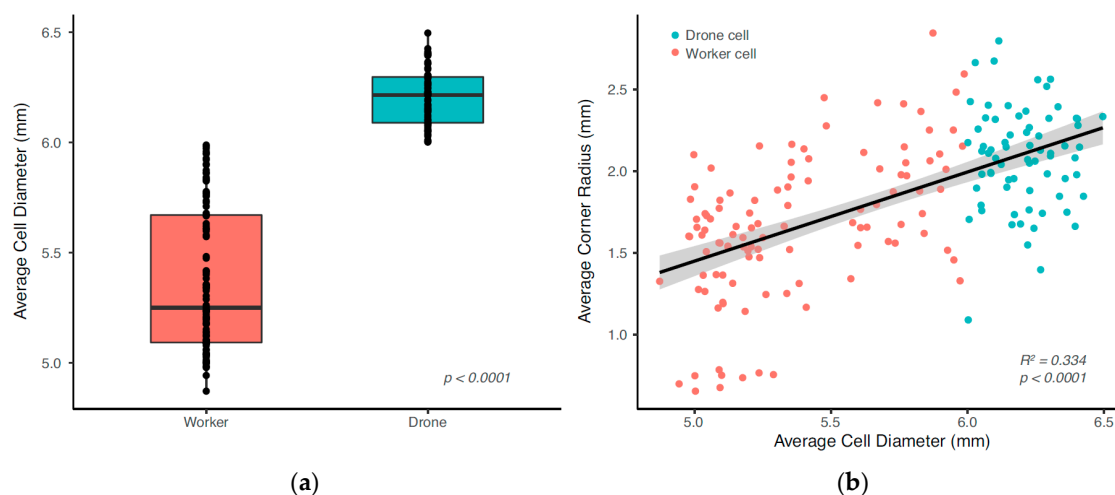 6.5
6.0
5.5
5.0
Average Cell Diameter (mm)
p < 0.0001
Worker
Drone
(a)
Drone cell
Worker cell
2.5
2.0
1.5
1.0
Average Corner Radius (mm)
R² = 0.334
p < 0.0001
5.0
5.5
6.0
6.5
Average Cell Diameter (mm)
(b)